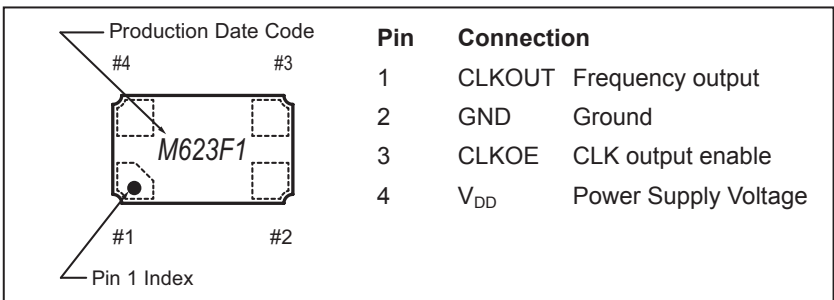 Production Date Code
#4 #3
M623F1
#1 #2
Pin 1 Index
Pin Connection
1 CLKOUT Frequency output
2 GND Ground
3 CLKOE CLK output enable
4 VDD Power Supply Voltage